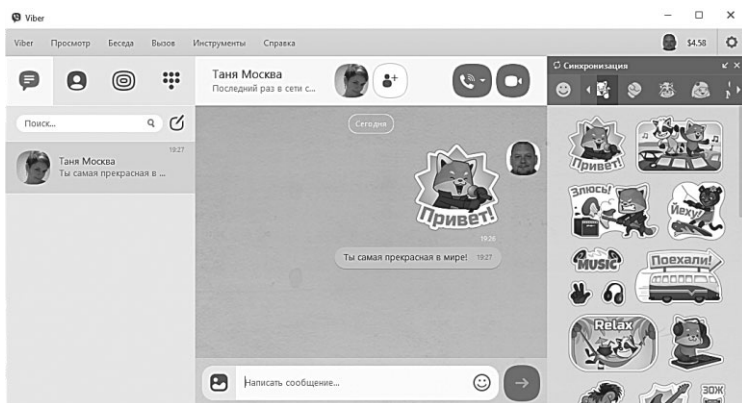 Viber
Viber Просмотр Беседа Вызов Инструменты Справка $4.58
Таня Москва
Последний раз в сети с...
Синхронизация
Поиск...
Таня Москва 19:27
Ты самая прекрасная в ...
Сегодня
Привет!
19:26
Ты самая прекрасная в мире! 19:27
Написать сообщение...
Привет!
Злюсь!
Йеху!
MUSIC
Поехали!
Relax
ЗОЖ